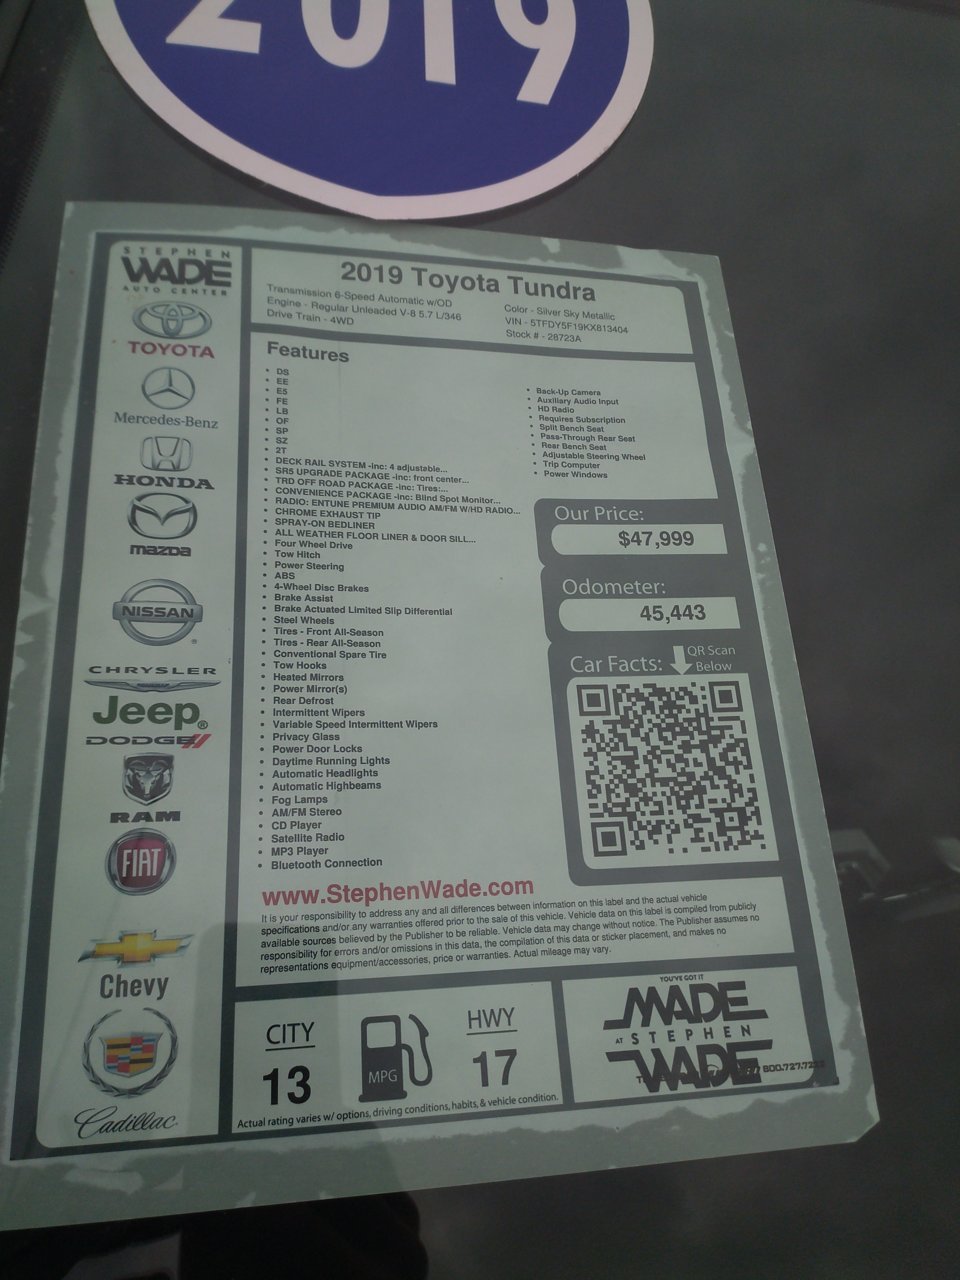 2019
STEPHEN
WADE
AUTO CENTER
TOYOTA
Mercedes-Benz
HONDA
mazda
NISSAN
CHRYSLER
Jeep®
DODGE
RAM
FIAT
Chevy
Cadillac
2019 Toyota Tundra
Transmission 6-Speed Automatic w/OD
Engine - Regular Unleaded V-8 5.7 L/346
Drive Train - 4WD
Color - Silver Sky Metallic
VIN - 5TFDY5F19KX813404
Stock # - 28723A
Features
• DS
• EE
• E5
• FE
• LB
• OF
• SP
• SZ
• 2T
• DECK RAIL SYSTEM -inc: 4 adjustable...
• SR5 UPGRADE PACKAGE -inc: front center...
• TRD OFF ROAD PACKAGE -inc: Tires:...
• CONVENIENCE PACKAGE -inc: Blind Spot Monitor...
• RADIO: ENTUNE PREMIUM AUDIO AM/FM W/HD RADIO...
• CHROME EXHAUST TIP
• SPRAY-ON BEDLINER
• ALL WEATHER FLOOR LINER & DOOR SILL...
• Four Wheel Drive
• Tow Hitch
• Power Steering
• ABS
• 4-Wheel Disc Brakes
• Brake Assist
• Brake Actuated Limited Slip Differential
• Steel Wheels
• Tires - Front All-Season
• Tires - Rear All-Season
• Conventional Spare Tire
• Tow Hooks
• Heated Mirrors
• Power Mirror(s)
• Rear Defrost
• Intermittent Wipers
• Variable Speed Intermittent Wipers
• Privacy Glass
• Power Door Locks
• Daytime Running Lights
• Automatic Headlights
• Automatic Highbeams
• Fog Lamps
• AM/FM Stereo
• CD Player
• Satellite Radio
• MP3 Player
• Bluetooth Connection
• Back-Up Camera
• Auxiliary Audio Input
• HD Radio
• Requires Subscription
• Split Bench Seat
• Pass-Through Rear Seat
• Rear Bench Seat
• Adjustable Steering Wheel
• Trip Computer
• Power Windows
Our Price:
$47,999
Odometer:
45,443
Car Facts:
QR Scan
Below
www.StephenWade.com
It is your responsibility to address any and all differences between information on this label and the actual vehicle
specifications and/or any warranties offered prior to the sale of this vehicle. Vehicle data on this label is compiled from publicly
available sources believed by the Publisher to be reliable. Vehicle data may change without notice. The Publisher assumes no
responsibility for errors and/or omissions in this data, the compilation of this data or sticker placement, and makes no
representations equipment/accessories, price or warranties. Actual mileage may vary.
CITY
13
MPG
HWY
17
Actual rating varies w/ options, driving conditions, habits, & vehicle condition.
YOU'VE GOT IT
MADE
AT STEPHEN
WADE